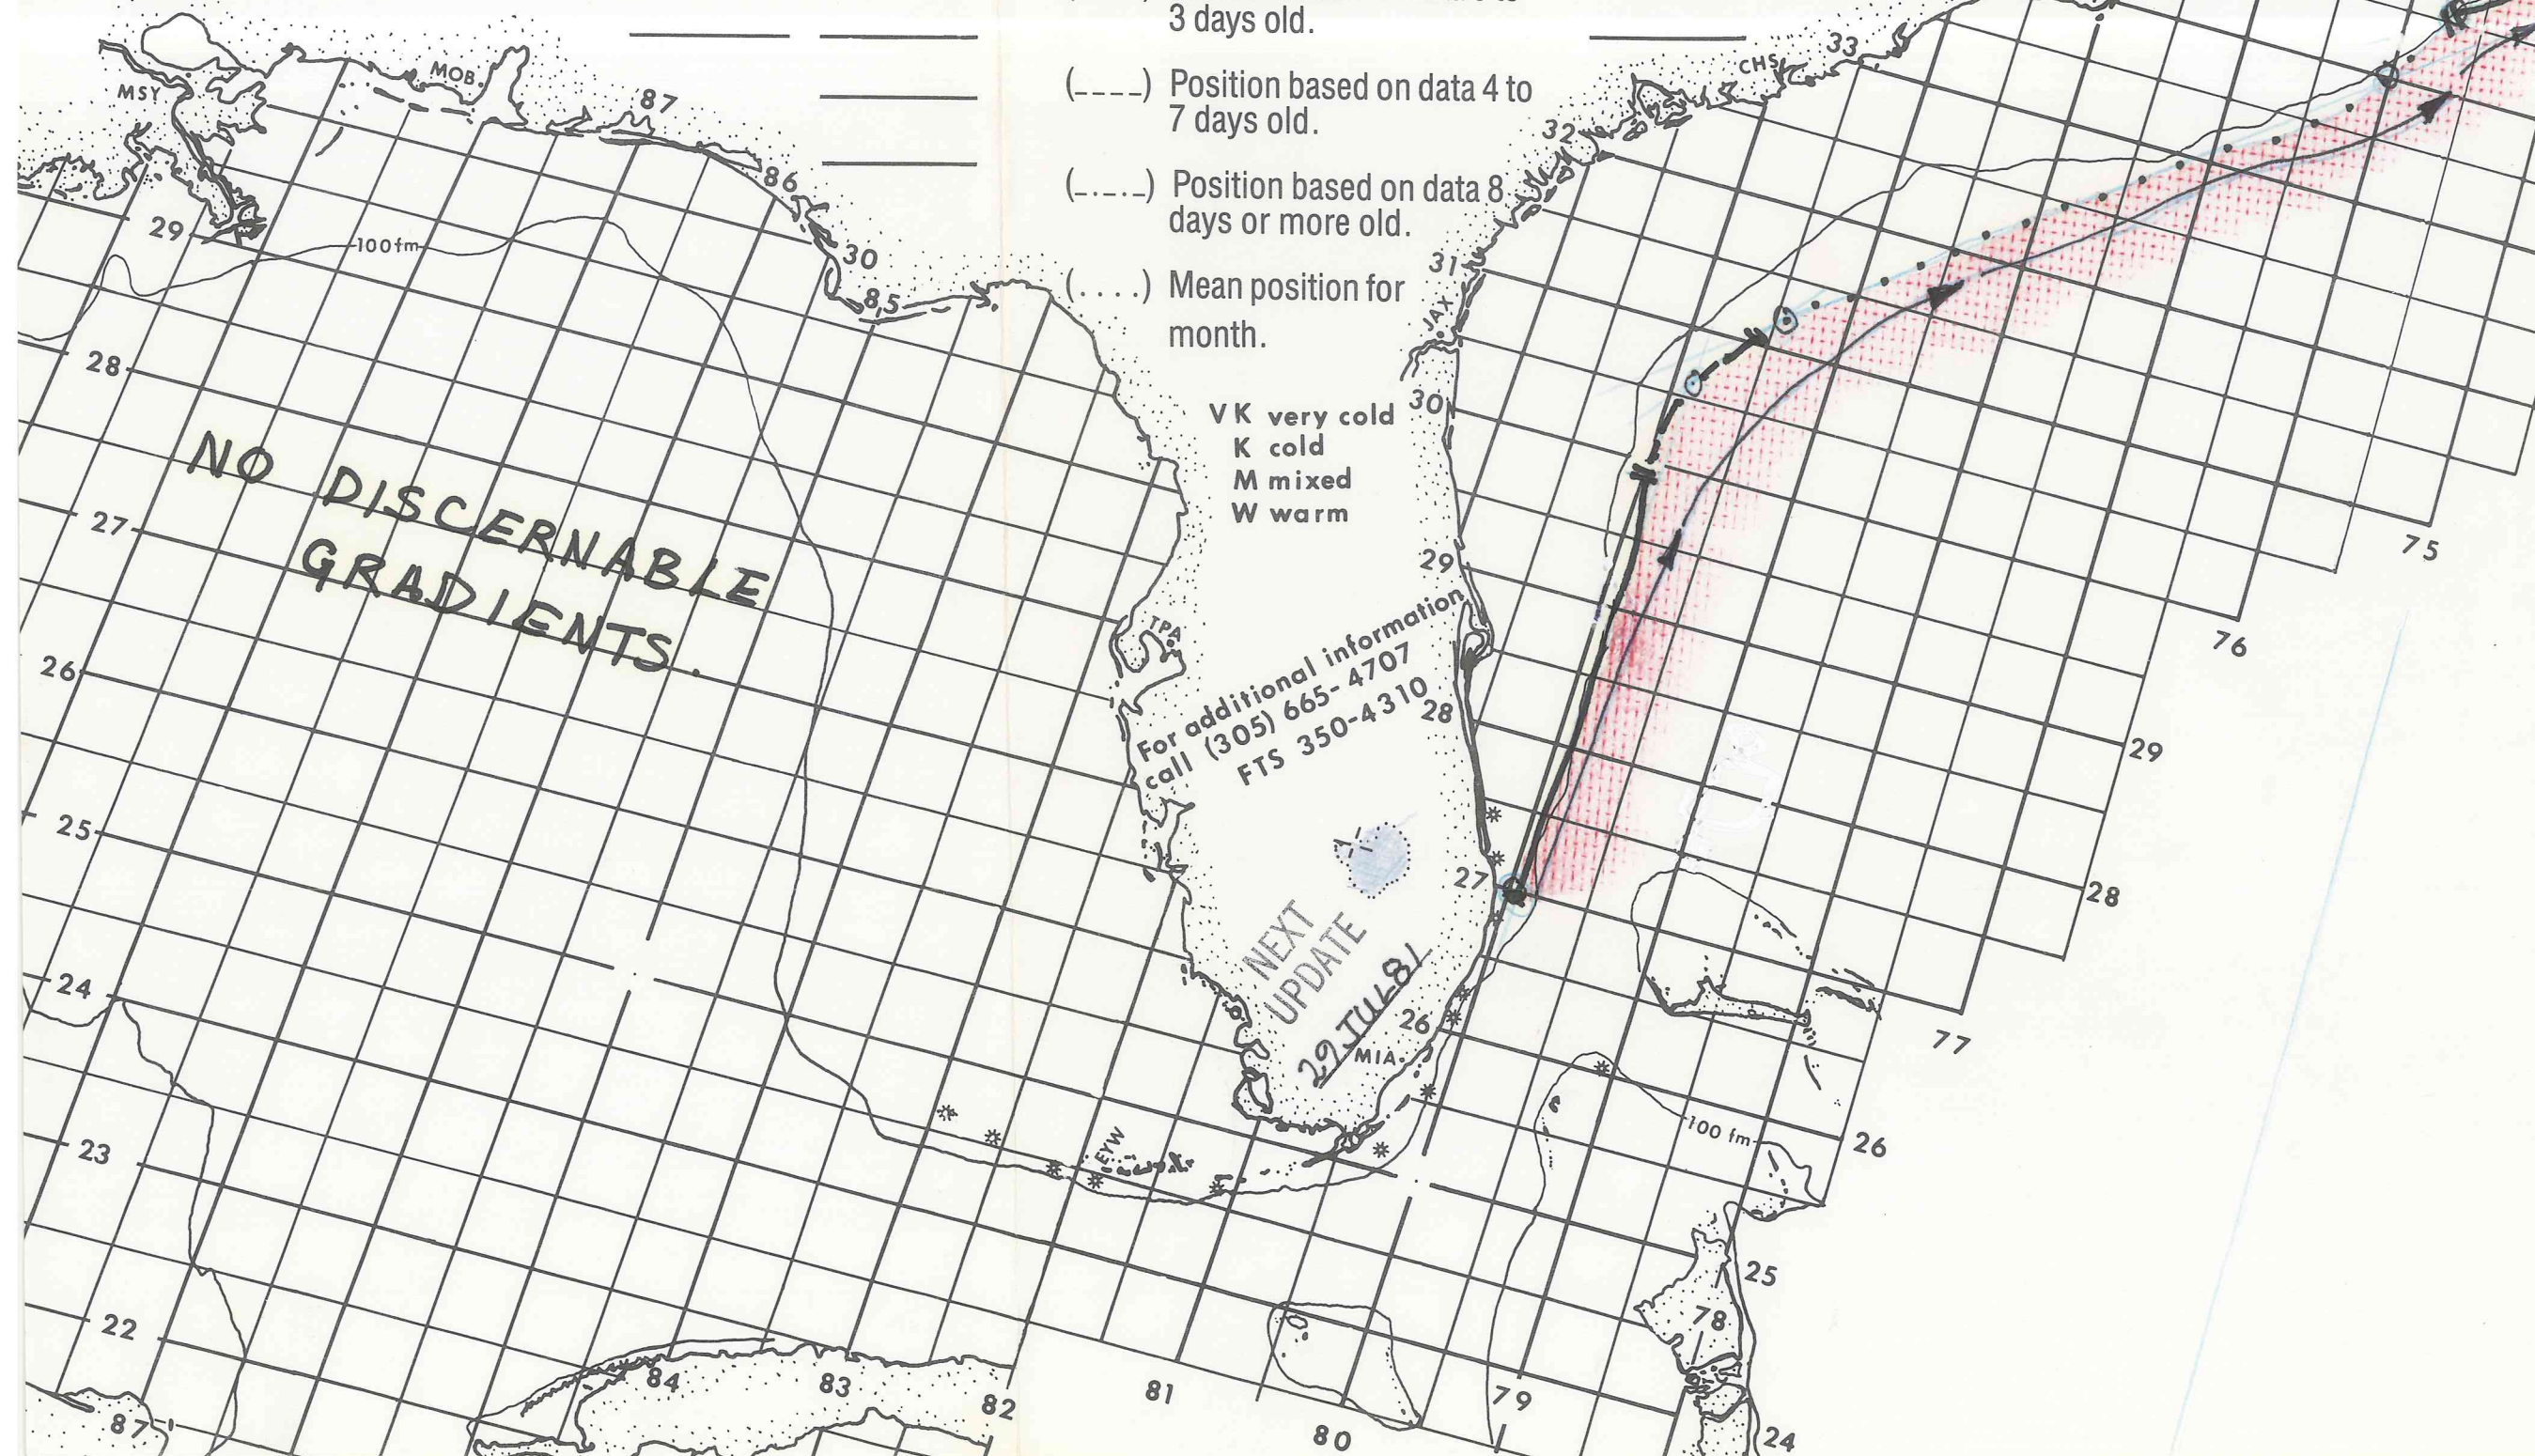 3 days old.
(----) Position based on data 4 to
7 days old.
(_._._) Position based on data 8
days or more old.
(....) Mean position for
month.
VK very cold
K cold
M mixed
W warm
For additional information
call (305) 665-4707
FTS 350-4310
NEXT
UPDATE
29 JUL 81
NO DISCERNABLE
GRADIENTS.
MSY
MOB
87
86
30
85
29
100 fm
28
27
26
25
24
23
22
87
84
83
82
81
80
79
78
TPA
EYW
MIA.
JAX
CHS
33
32
31
30
29
28
27
26
75
76
29
28
77
100 fm
26
25
24